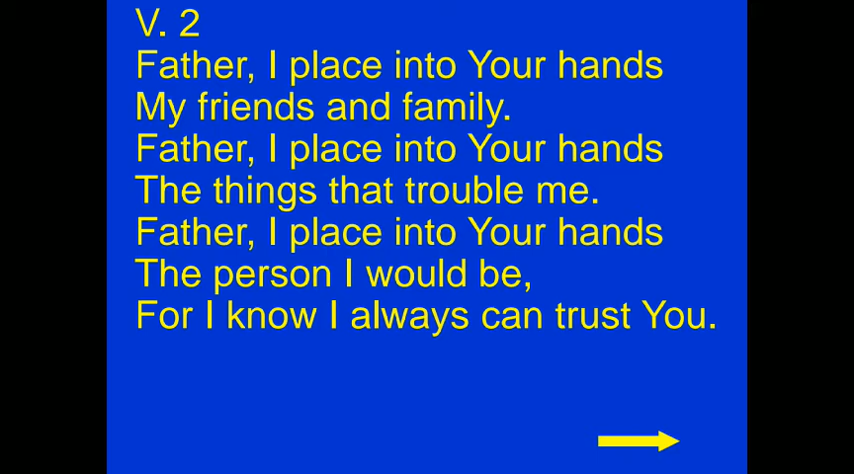 V. 2
Father, I place into Your hands
My friends and family.
Father, I place into Your hands
The things that trouble me.
Father, I place into Your hands
The person I would be,
For I know I always can trust You.